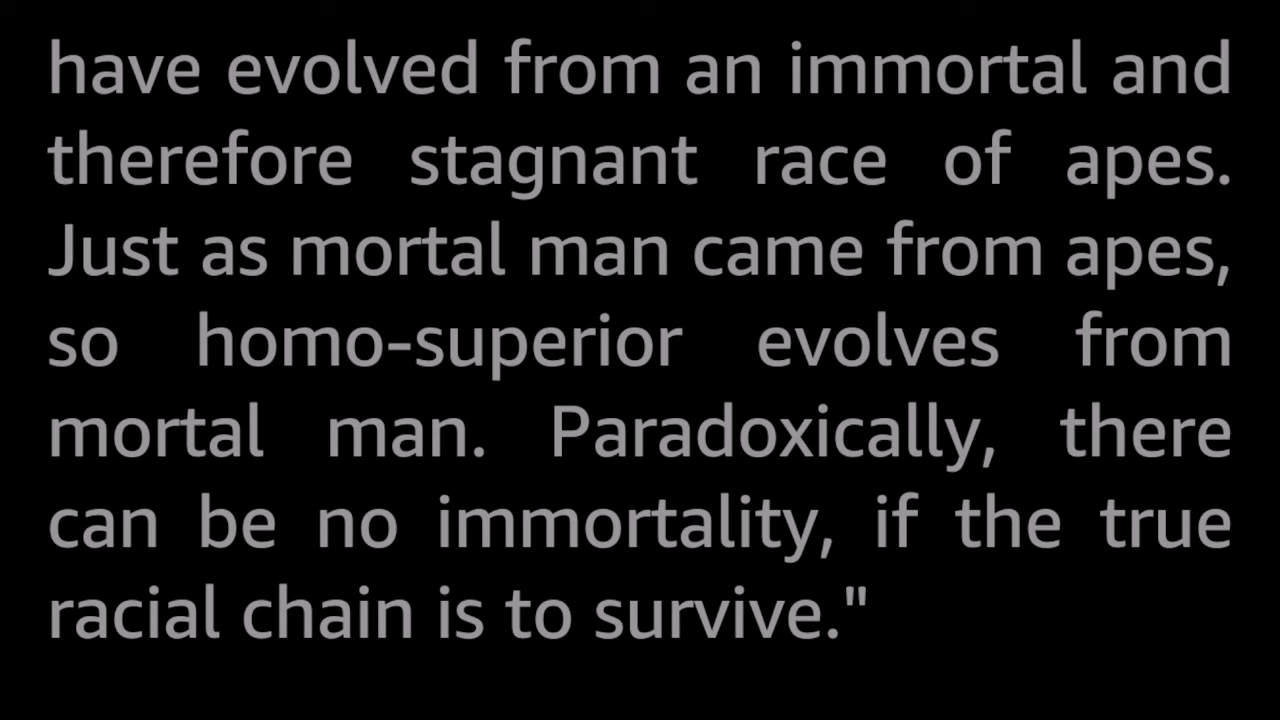 have evolved from an immortal and
therefore stagnant race of apes.
Just as mortal man came from apes,
so homo-superior evolves from
mortal man. Paradoxically, there
can be no immortality, if the true
racial chain is to survive."